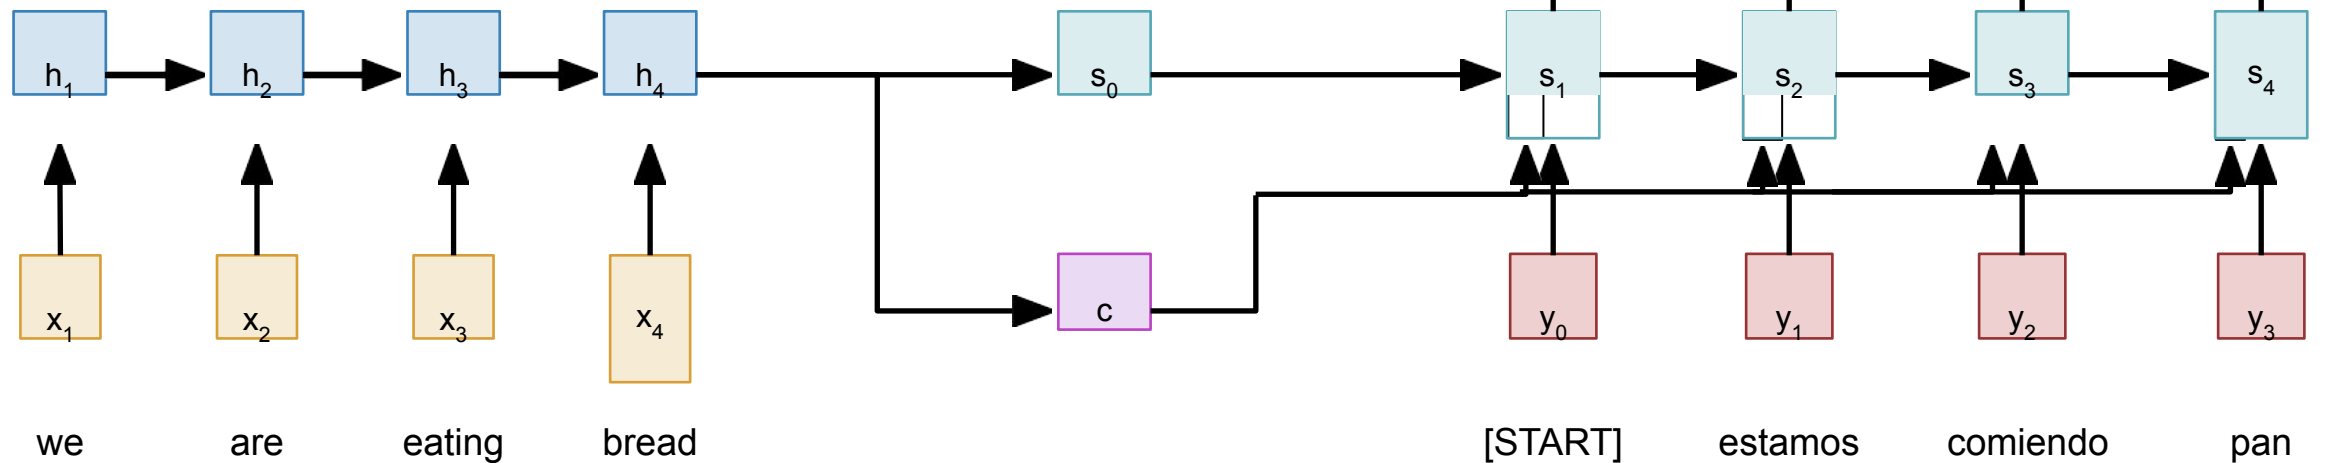 h₁ h₂ h₃ h₄ s₀ s₁ s₂ s₃ s₄
x₁ x₂ x₃ x₄ c y₀ y₁ y₂ y₃
we are eating bread [START] estamos comiendo pan